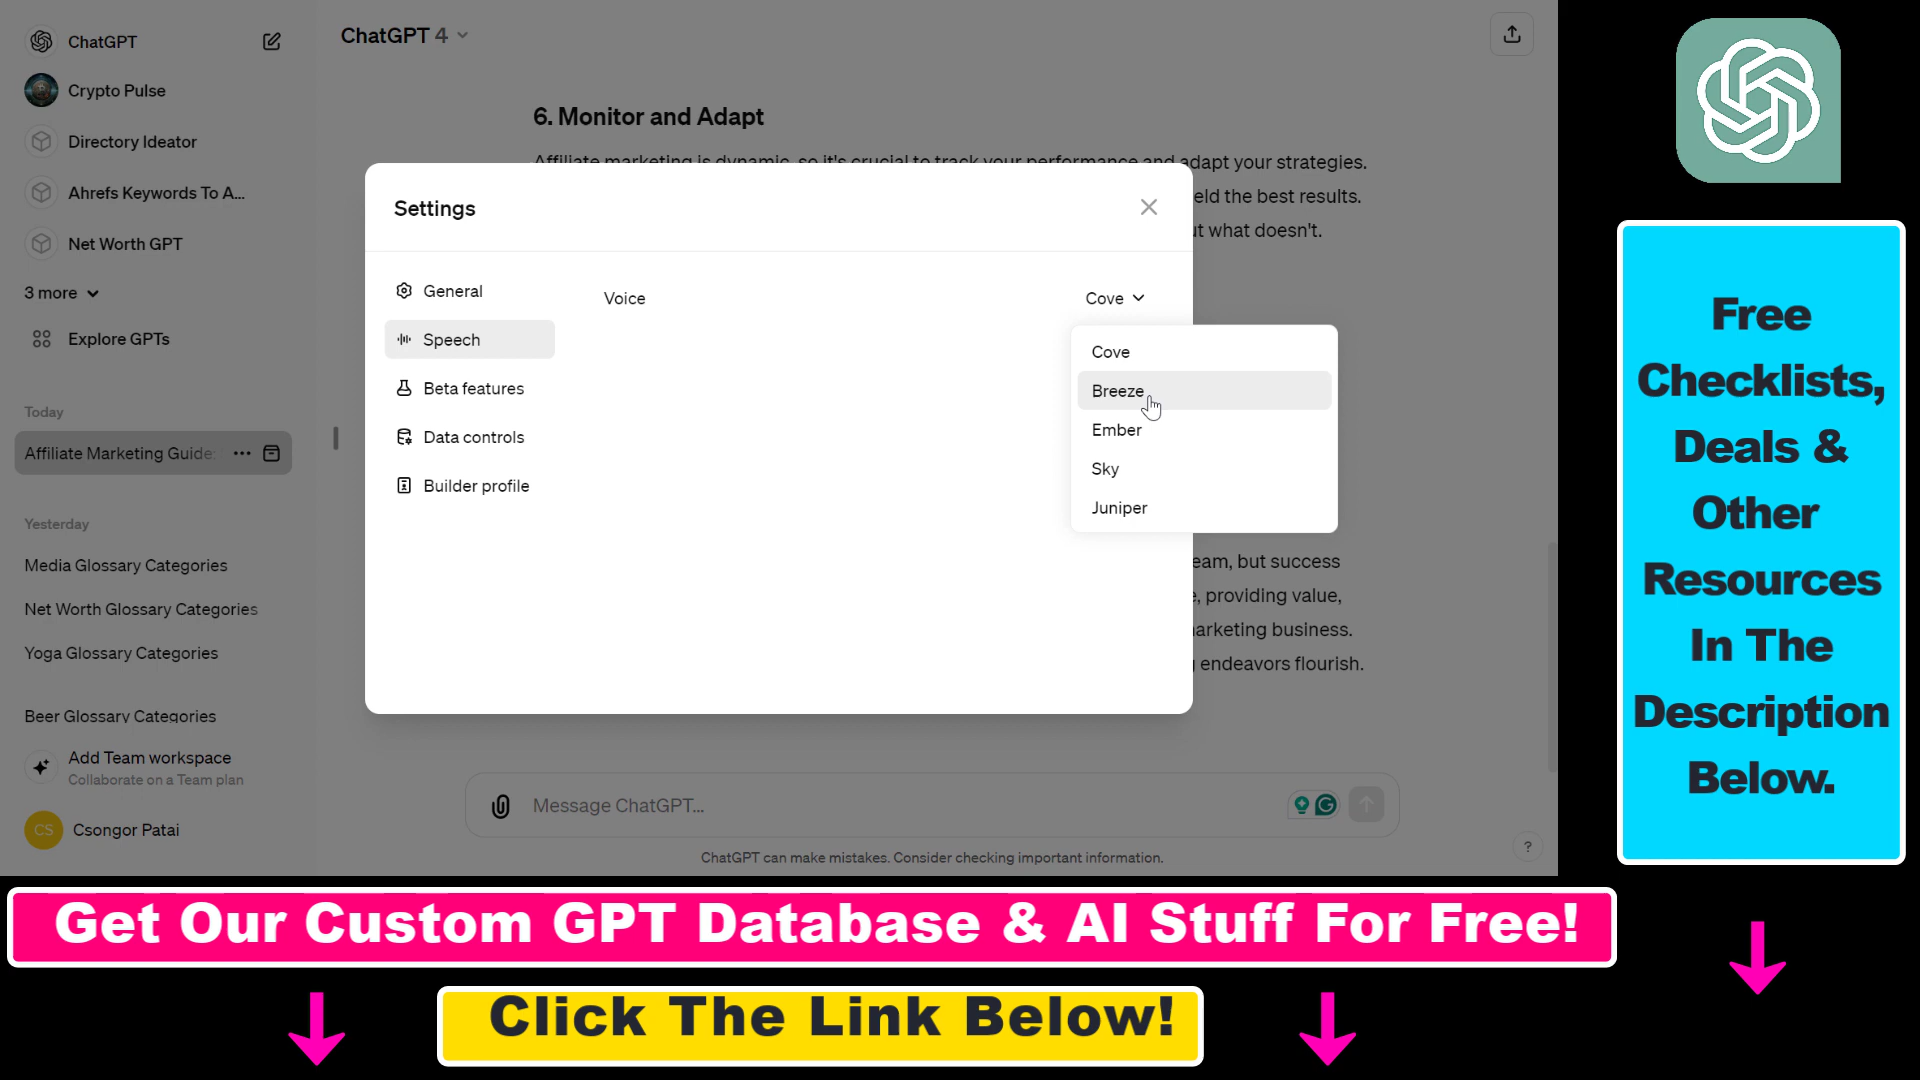 ChatGPT
Crypto Pulse
Directory Ideator
Ahrefs Keywords To A...
Net Worth GPT
3 more
Explore GPTs
Today
Affiliate Marketing Guide:
Yesterday
Media Glossary Categories
Net Worth Glossary Categories
Yoga Glossary Categories
Beer Glossary Categories
Add Team workspace
Collaborate on a Team plan
CS Csongor Patai
ChatGPT 4
6. Monitor and Adapt
Affiliate marketing is dynamic, so it's crucial to track your performance and adapt your strategies.
eld the best results.
ut what doesn't.
Settings
General
Speech
Beta features
Data controls
Builder profile
Voice
Cove
Cove
Breeze
Ember
Sky
Juniper
eam, but success
e, providing value,
marketing business.
endeavors flourish.
Message ChatGPT...
ChatGPT can make mistakes. Consider checking important information.
?
Free
Checklists,
Deals &
Other
Resources
In The
Description
Below.
Get Our Custom GPT Database & AI Stuff For Free!
Click The Link Below!